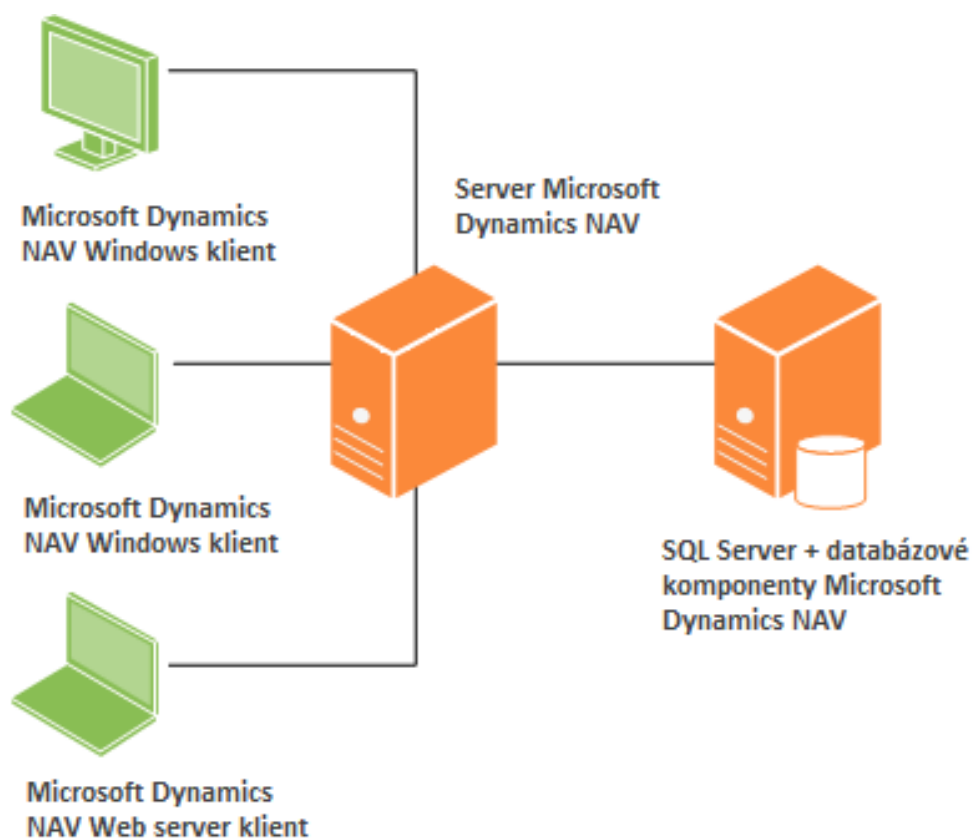 Microsoft Dynamics
NAV Windows klient
Server Microsoft
Dynamics NAV
Microsoft Dynamics
NAV Windows klient
SQL Server + databázové
komponenty Microsoft
Dynamics NAV
Microsoft Dynamics
NAV Web server klient